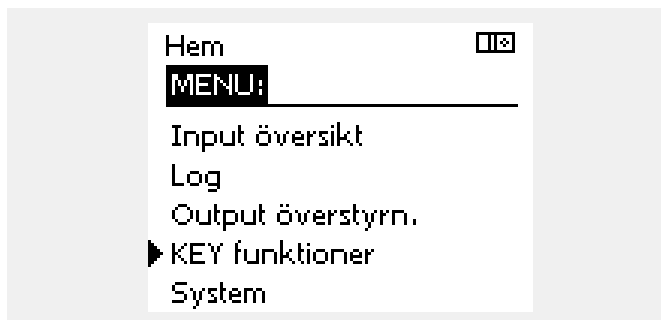 Hem
MENU:
Input översikt
Log
Output överstyrn.
KEY funktioner
System